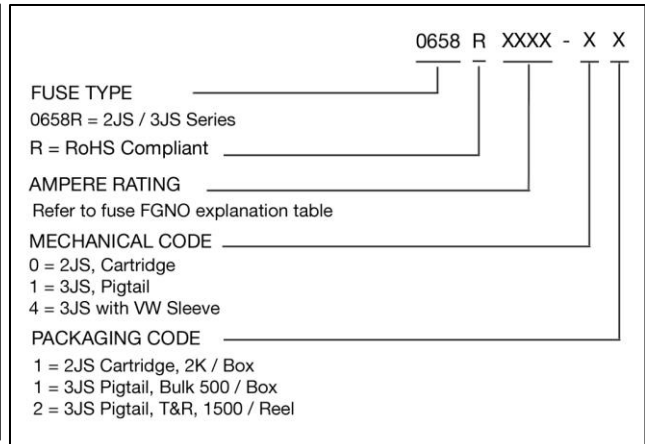 0658 R XXXX - X X
FUSE TYPE
0658R = 2JS / 3JS Series
R = RoHS Compliant
AMPERE RATING
Refer to fuse FGNO explanation table
MECHANICAL CODE
0 = 2JS, Cartridge
1 = 3JS, Pigtail
4 = 3JS with VW Sleeve
PACKAGING CODE
1 = 2JS Cartridge, 2K / Box
1 = 3JS Pigtail, Bulk 500 / Box
2 = 3JS Pigtail, T&R, 1500 / Reel